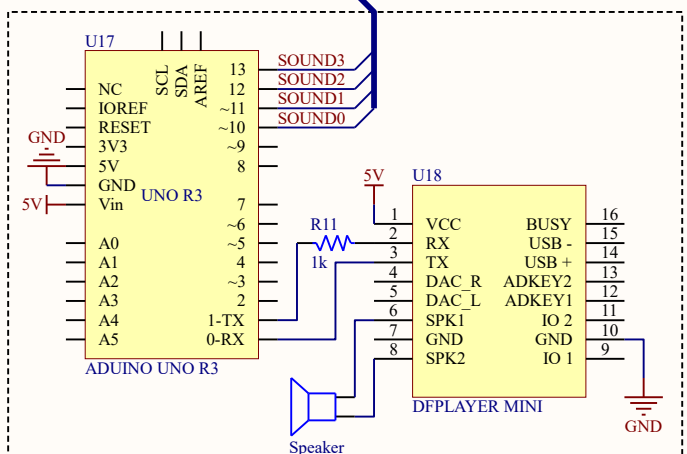 U17
SCL
SDA
AREF
13
SOUND3
NC
12
SOUND2
IOREF
~11
SOUND1
RESET
~10
SOUND0
GND
3V3
~9
5V
8
GND
UNO R3
5V
Vin
7
~6
A0
~5
A1
4
A2
~3
A3
2
A4
1-TX
A5
0-RX
ADUINO UNO R3
R11
1k
5V
U18
1
VCC
BUSY
16
2
RX
USB -
15
3
TX
USB +
14
4
DAC_R
ADKEY2
13
5
DAC_L
ADKEY1
12
6
SPK1
IO 2
11
7
GND
GND
10
8
SPK2
IO 1
9
DFPLAYER MINI
GND
Speaker